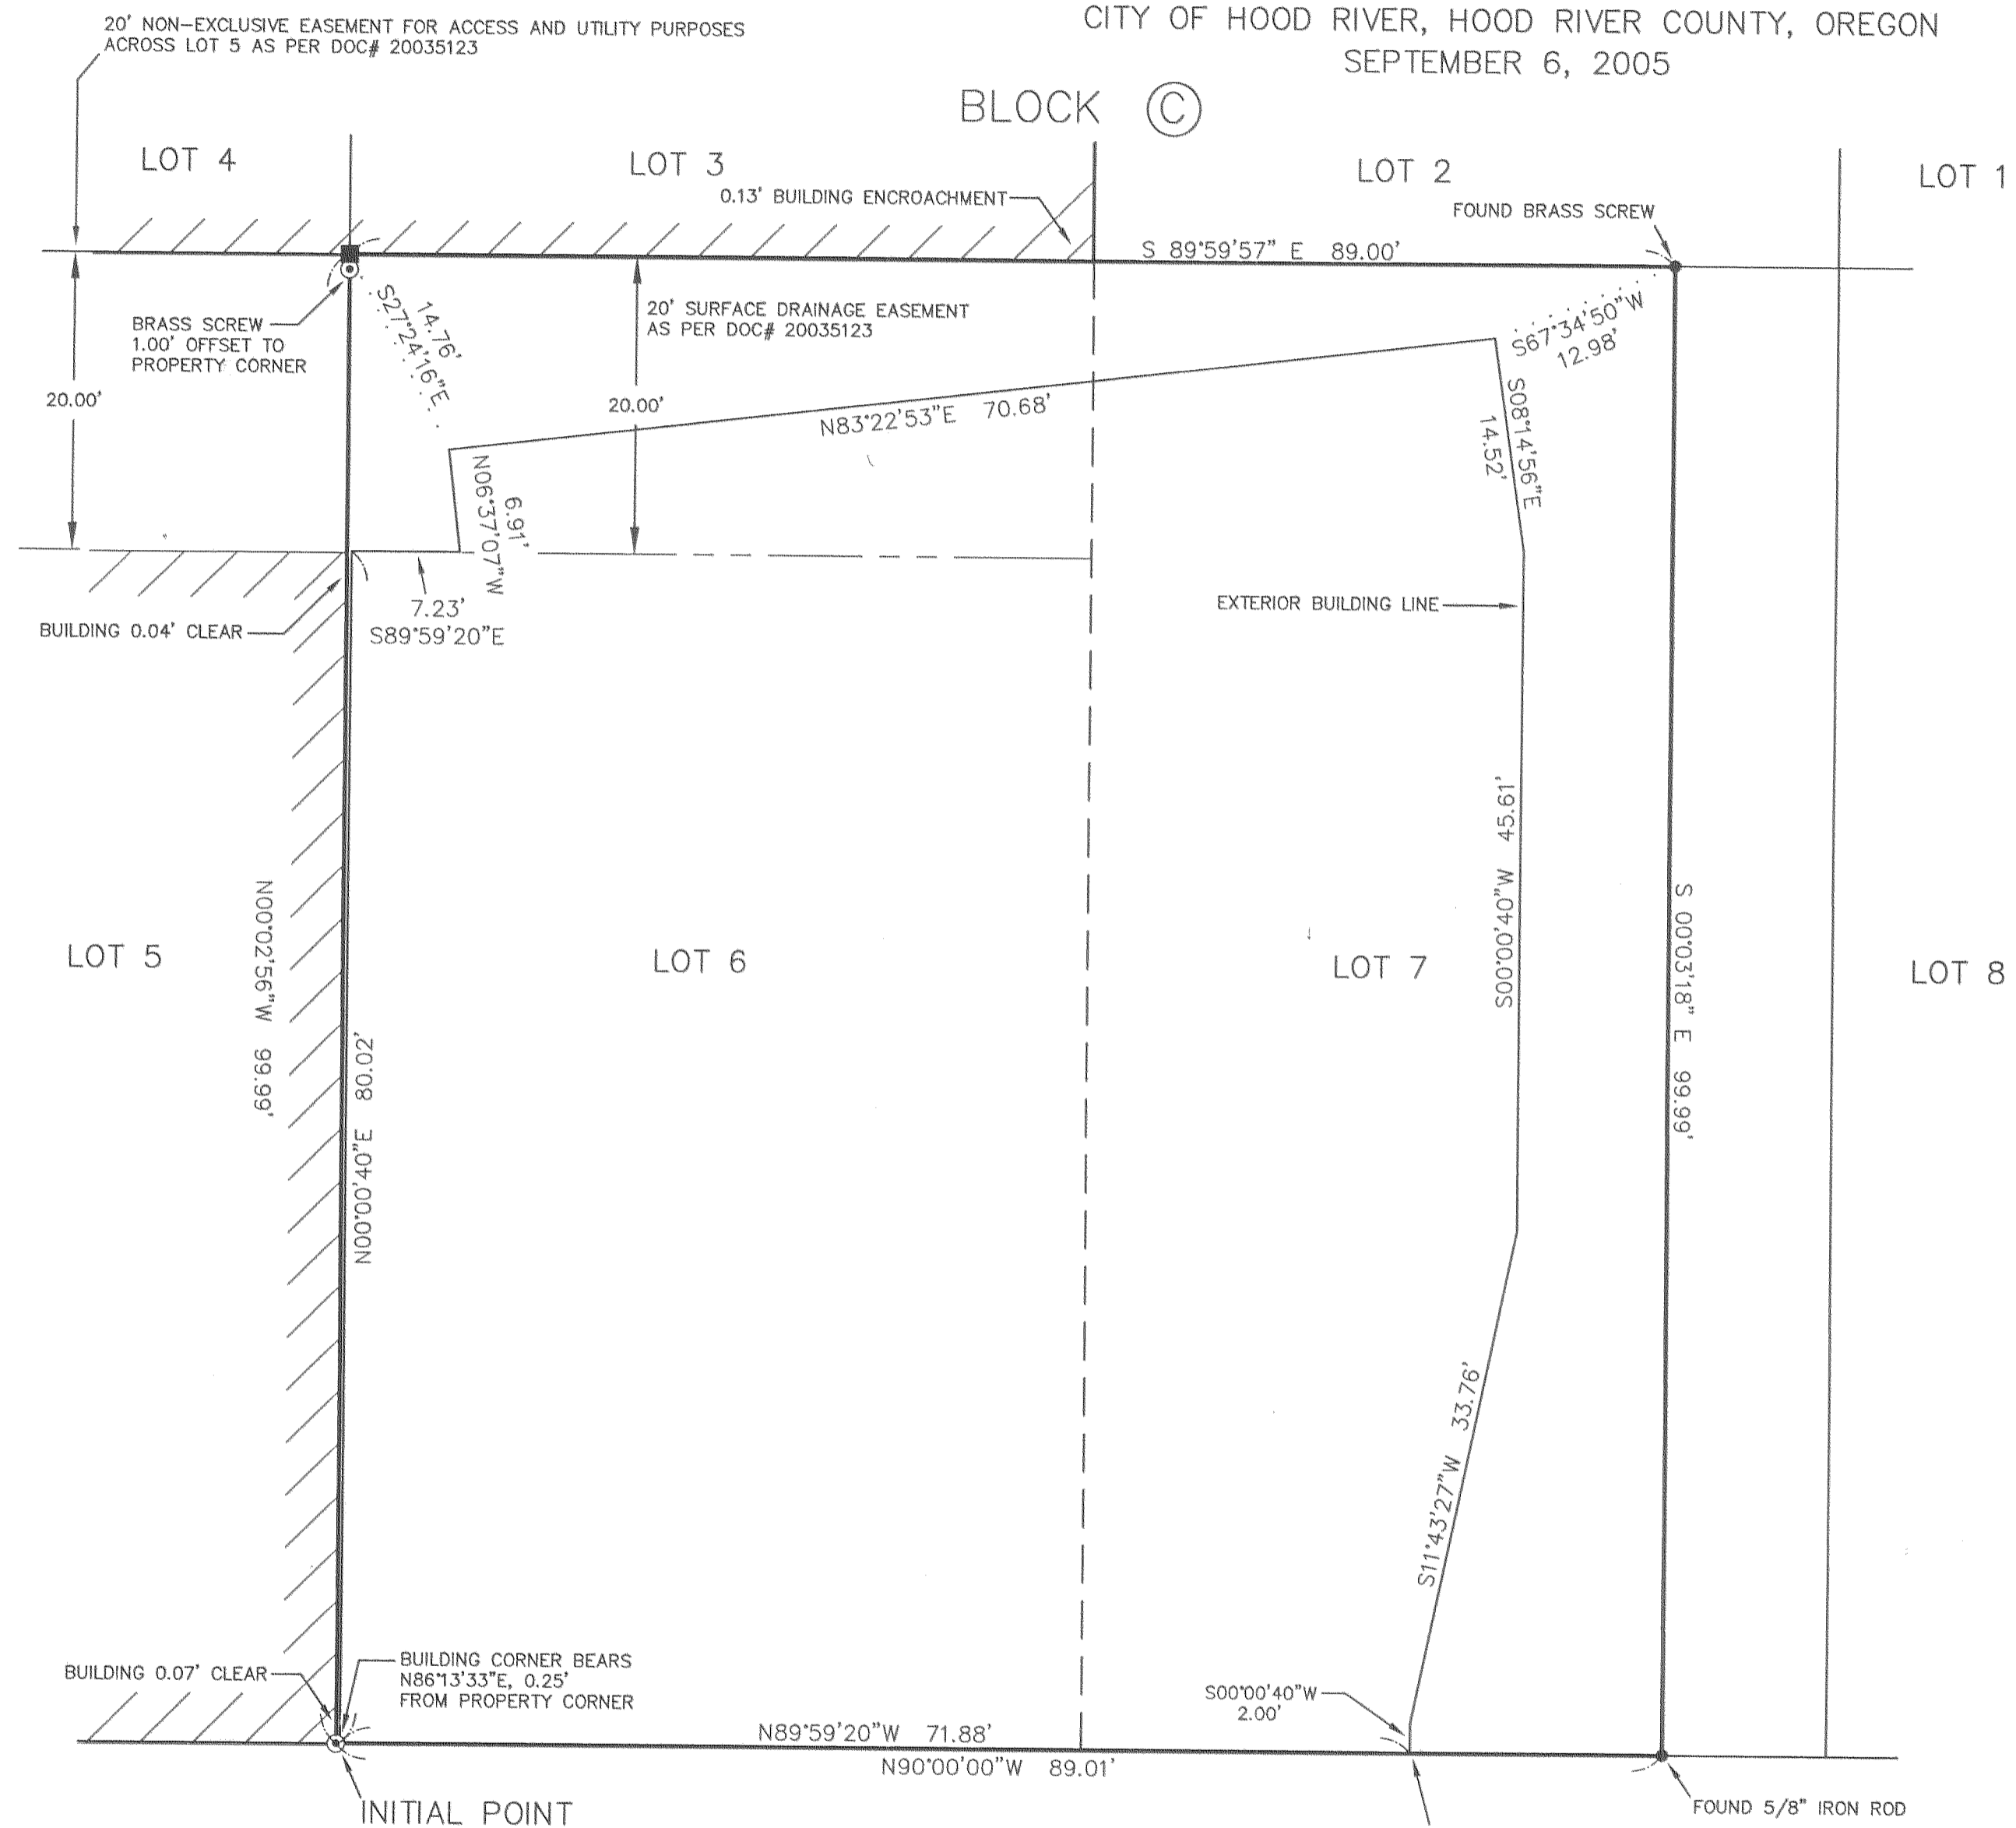 20' NON-EXCLUSIVE EASEMENT FOR ACCESS AND UTILITY PURPOSES
ACROSS LOT 5 AS PER DOC# 20035123
CITY OF HOOD RIVER, HOOD RIVER COUNTY, OREGON
SEPTEMBER 6, 2005
BLOCK C
LOT 4
LOT 3
LOT 2
LOT 1
0.13' BUILDING ENCROACHMENT
FOUND BRASS SCREW
S 89°59'57" E 89.00'
BRASS SCREW
1.00' OFFSET TO
PROPERTY CORNER
14.76'
S27°24'16"E
20' SURFACE DRAINAGE EASEMENT
AS PER DOC# 20035123
S67°34'50"W
12.98'
20.00'
20.00'
N83°22'53"E 70.68'
S08°14'56"E
14.52'
6.91'
N06°37'07"W
7.23'
S89°59'20"E
BUILDING 0.04' CLEAR
EXTERIOR BUILDING LINE
S00°00'40"W 45.61'
N00°02'56"W 99.99'
S 00°03'18" E 99.99'
LOT 5
LOT 6
LOT 7
LOT 8
N00°00'40"E 80.02'
S11°43'27"W 33.76'
BUILDING 0.07' CLEAR
BUILDING CORNER BEARS
N86°13'33"E, 0.25'
FROM PROPERTY CORNER
S00°00'40"W
2.00'
N89°59'20"W 71.88'
N90°00'00"W 89.01'
INITIAL POINT
FOUND 5/8" IRON ROD